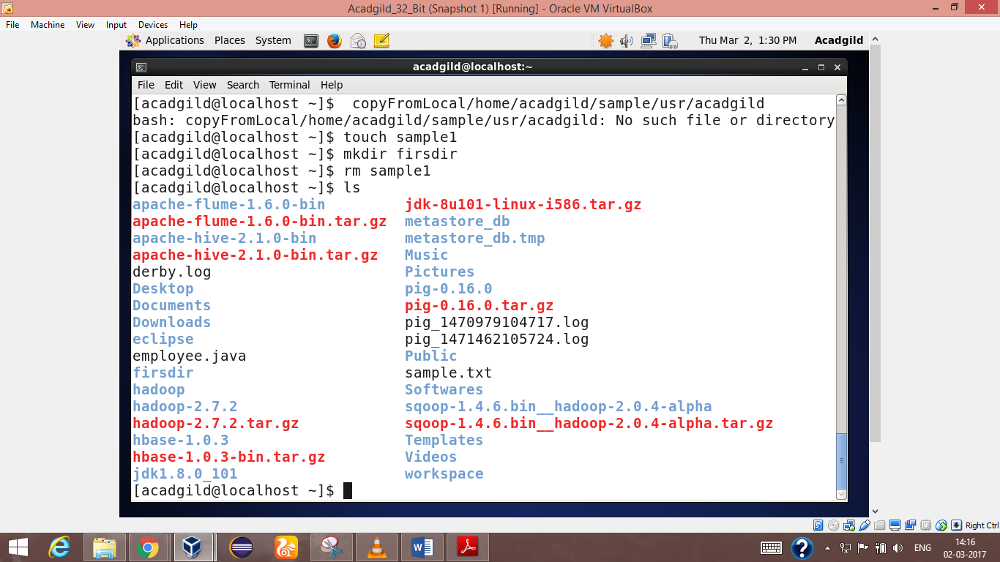 Acadgild_32_Bit (Snapshot 1) [Running] - Oracle VM VirtualBox
File Machine View Input Devices Help
Applications Places System Thu Mar 2, 1:30 PM Acadgild
acadgild@localhost:~
File Edit View Search Terminal Help
[acadgild@localhost ~]$  copyFromLocal/home/acadgild/sample/usr/acadgild
bash: copyFromLocal/home/acadgild/sample/usr/acadgild: No such file or directory
[acadgild@localhost ~]$ touch sample1
[acadgild@localhost ~]$ mkdir firsdir
[acadgild@localhost ~]$ rm sample1
[acadgild@localhost ~]$ ls
apache-flume-1.6.0-bin jdk-8u101-linux-i586.tar.gz
apache-flume-1.6.0-bin.tar.gz metastore_db
apache-hive-2.1.0-bin metastore_db.tmp
apache-hive-2.1.0-bin.tar.gz Music
derby.log Pictures
Desktop pig-0.16.0
Documents pig-0.16.0.tar.gz
Downloads pig_1470979104717.log
eclipse pig_1471462105724.log
employee.java Public
firsdir sample.txt
hadoop Softwares
hadoop-2.7.2 sqoop-1.4.6.bin__hadoop-2.0.4-alpha
hadoop-2.7.2.tar.gz sqoop-1.4.6.bin__hadoop-2.0.4-alpha.tar.gz
hbase-1.0.3 Templates
hbase-1.0.3-bin.tar.gz Videos
jdk1.8.0_101 workspace
[acadgild@localhost ~]$
Right Ctrl
ENG 14:16
02-03-2017